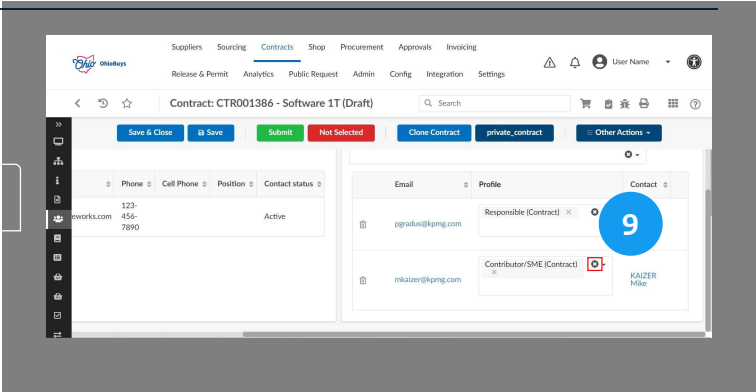 Suppliers Sourcing Contracts Shop Procurement Approvals Invoicing
Ohio OhioBuys
User Name
Release & Permit Analytics Public Request Admin Config Integration Settings
Contract: CTR001386 - Software 1T (Draft)
Search
Save & Close Save Submit Not Selected Clone Contract private_contract Other Actions
Phone Cell Phone Position Contact status
Email Profile Contact
eworks.com 123-
456-
7890
Active
pgradus@kpmg.com Responsible (Contract)
9
mkaizer@kpmg.com Contributor/SME (Contract)
KAIZER
Mike